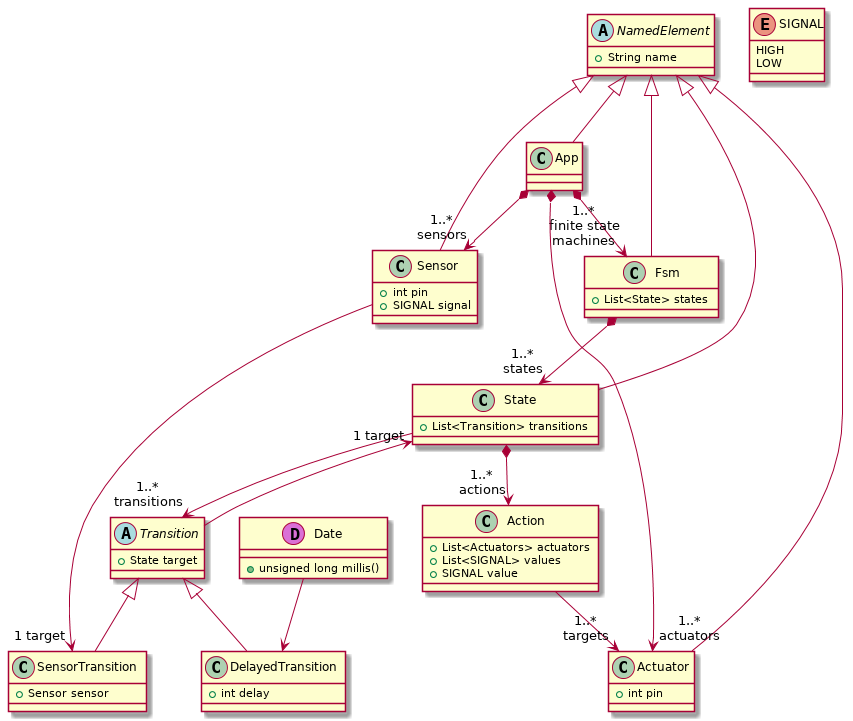 A NamedElement
String name
E SIGNAL
HIGH
LOW
C App
1..*
sensors
1..*
finite state
machines
C Sensor
int pin
SIGNAL signal
C Fsm
List<State> states
1..*
states
C State
List<Transition> transitions
1 target
1..*
transitions
1..*
actions
A Transition
State target
D Date
unsigned long millis()
C Action
List<Actuators> actuators
List<SIGNAL> values
SIGNAL value
1 target
1..*
targets
1..*
actuators
C SensorTransition
Sensor sensor
C DelayedTransition
int delay
C Actuator
int pin